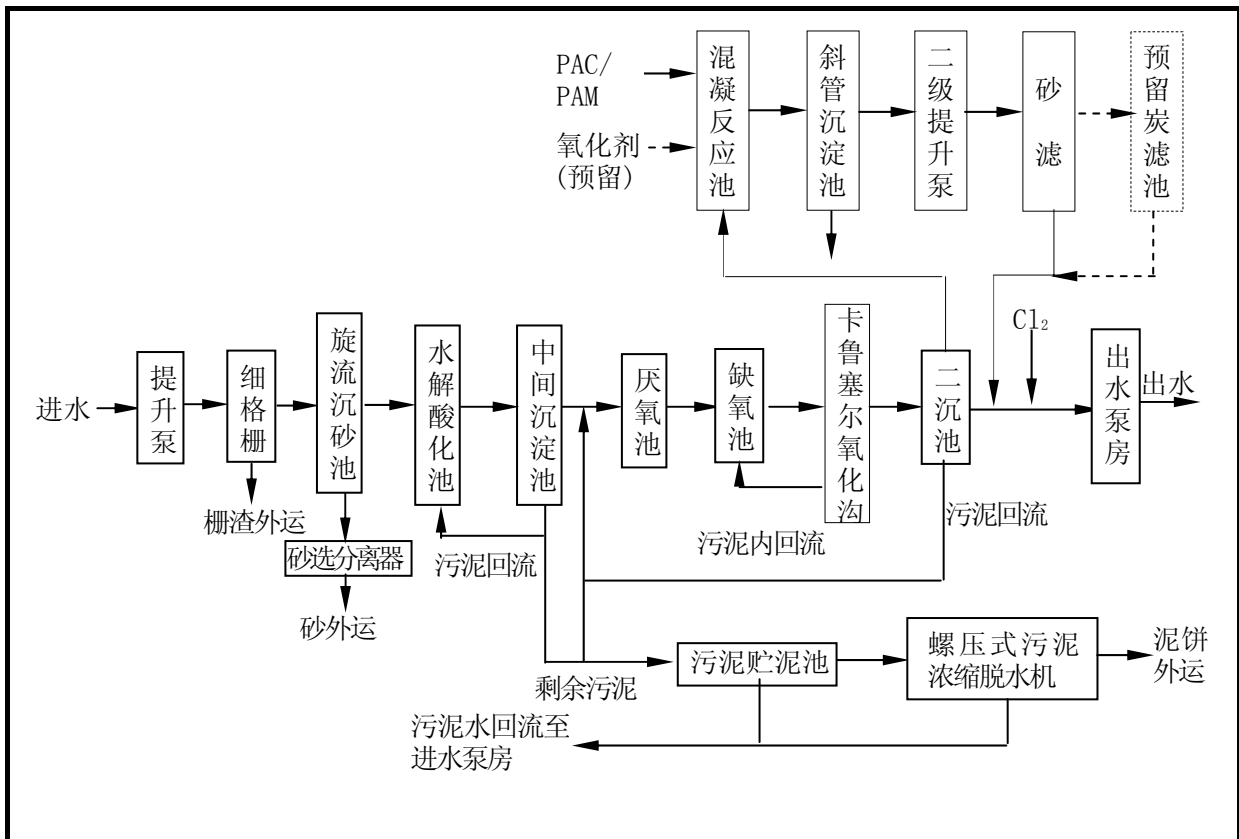 PAC/
PAM
氧化剂
(预留)
混凝反应池
斜管沉淀池
二级提升泵
砂滤
预留炭滤池
进水
提升泵
细格栅
旋流沉砂池
水解酸化池
中间沉淀池
厌氧池
缺氧池
卡鲁塞尔氧化沟
二沉池
Cl₂
出水泵房
出水
栅渣外运
砂选分离器
砂外运
污泥回流
污泥内回流
污泥回流
剩余污泥
污泥贮泥池
螺压式污泥
浓缩脱水机
泥饼
外运
污泥水回流至
进水泵房